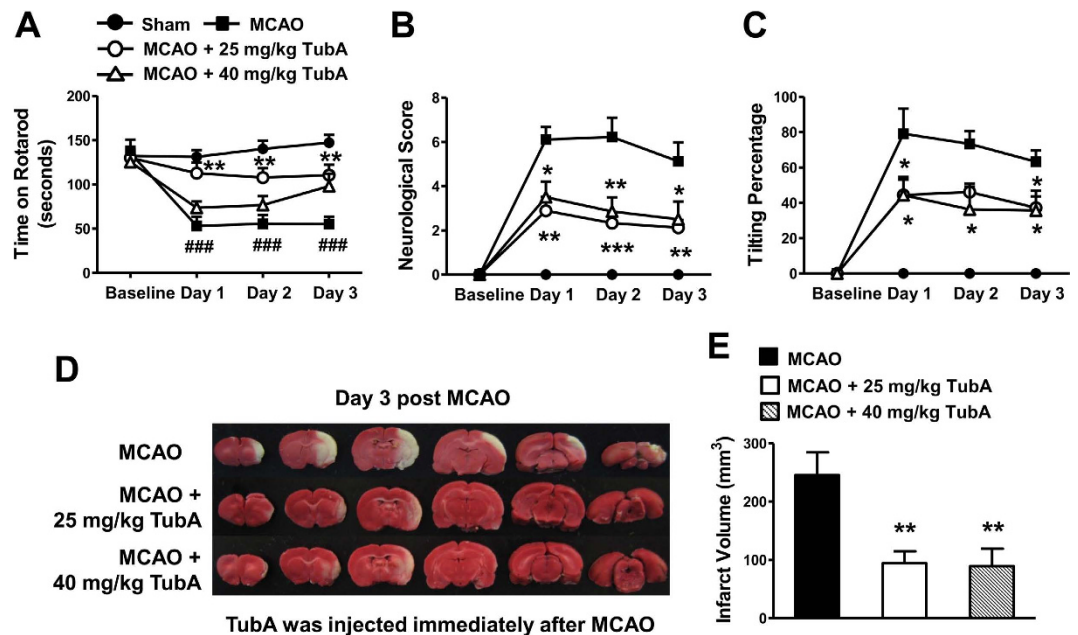 A
Sham MCAO
MCAO + 25 mg/kg TubA
MCAO + 40 mg/kg TubA
Time on Rotarod
(seconds)
200
150
100
50
0
** ** **
### ### ###
Baseline Day 1 Day 2 Day 3
B
Neurological Score
8
6
4
2
0
* ** *
** *** **
Baseline Day 1 Day 2 Day 3
C
Tilting Percentage
100
80
60
40
20
0
* *
* * *
Baseline Day 1 Day 2 Day 3
D
Day 3 post MCAO
MCAO
MCAO +
25 mg/kg TubA
MCAO +
40 mg/kg TubA
TubA was injected immediately after MCAO
E
MCAO
MCAO + 25 mg/kg TubA
MCAO + 40 mg/kg TubA
Infarct Volume (mm³)
300
200
100
0
** **